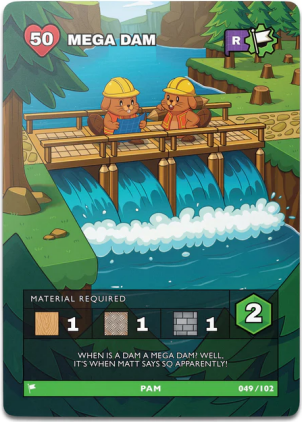 50 MEGA DAM R
MATERIAL REQUIRED
1 1 1 2
WHEN IS A DAM A MEGA DAM? WELL,
IT'S WHEN MATT SAYS SO APPARENTLY!
PAM 049/102